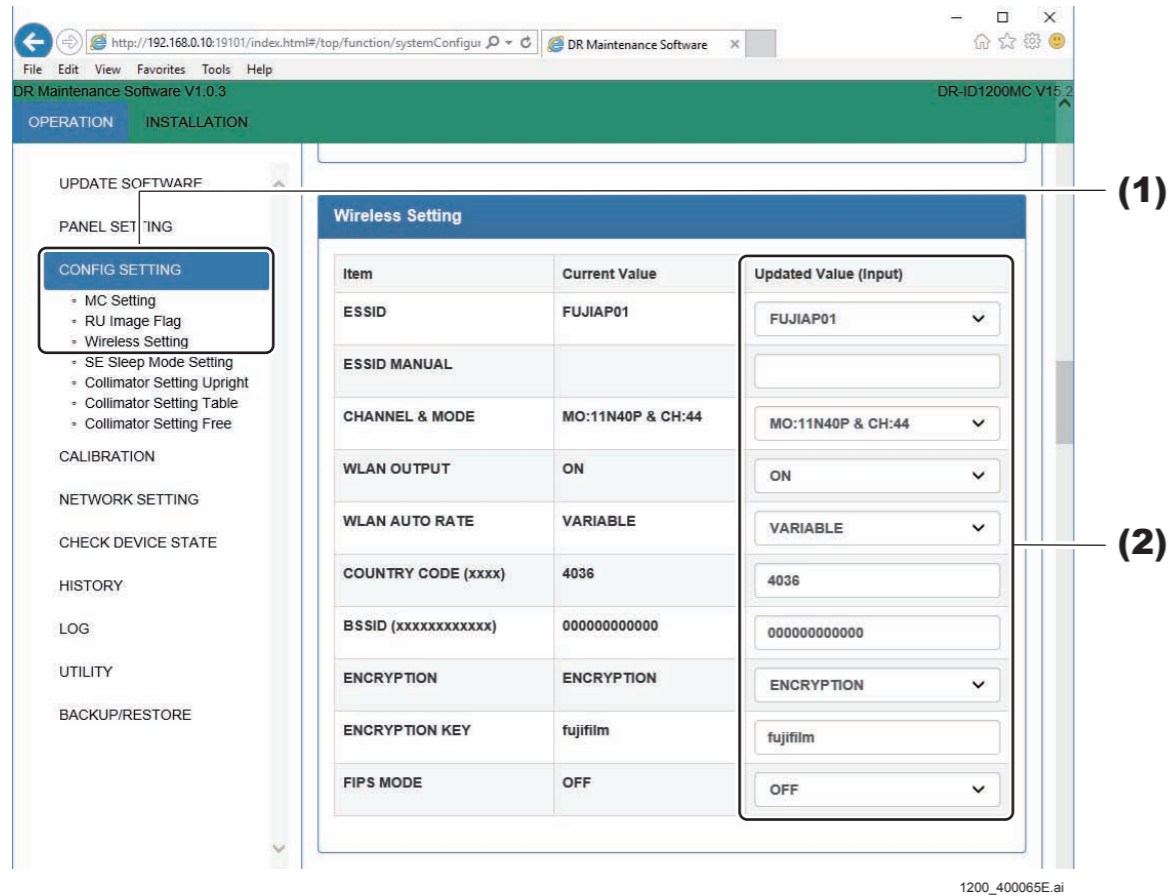 http://192.168.0.10:19101/index.html#/top/function/systemConfigur
DR Maintenance Software
File Edit View Favorites Tools Help
DR Maintenance Software V1.0.3 DR-ID1200MC V15.2
OPERATION INSTALLATION
UPDATE SOFTWARE
PANEL SETTING
CONFIG SETTING
MC Setting
RU Image Flag
Wireless Setting
SE Sleep Mode Setting
Collimator Setting Upright
Collimator Setting Table
Collimator Setting Free
CALIBRATION
NETWORK SETTING
CHECK DEVICE STATE
HISTORY
LOG
UTILITY
BACKUP/RESTORE
(1)
Wireless Setting
Item Current Value Updated Value (Input)
ESSID FUJIAP01 FUJIAP01
ESSID MANUAL
CHANNEL & MODE MO:11N40P & CH:44 MO:11N40P & CH:44
WLAN OUTPUT ON ON
WLAN AUTO RATE VARIABLE VARIABLE
(2)
COUNTRY CODE (xxxx) 4036 4036
BSSID (xxxxxxxxxxxx) 000000000000 000000000000
ENCRYPTION ENCRYPTION ENCRYPTION
ENCRYPTION KEY fujifilm fujifilm
FIPS MODE OFF OFF
1200_400065E.ai